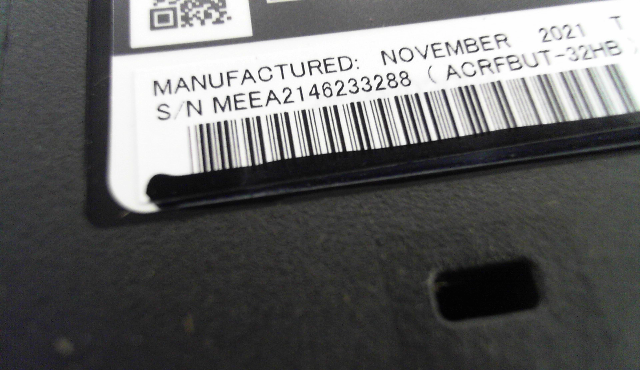 MANUFACTURED: NOVEMBER 2021 T
S/N MEEA2146233288 (ACRFBUT-32HB)